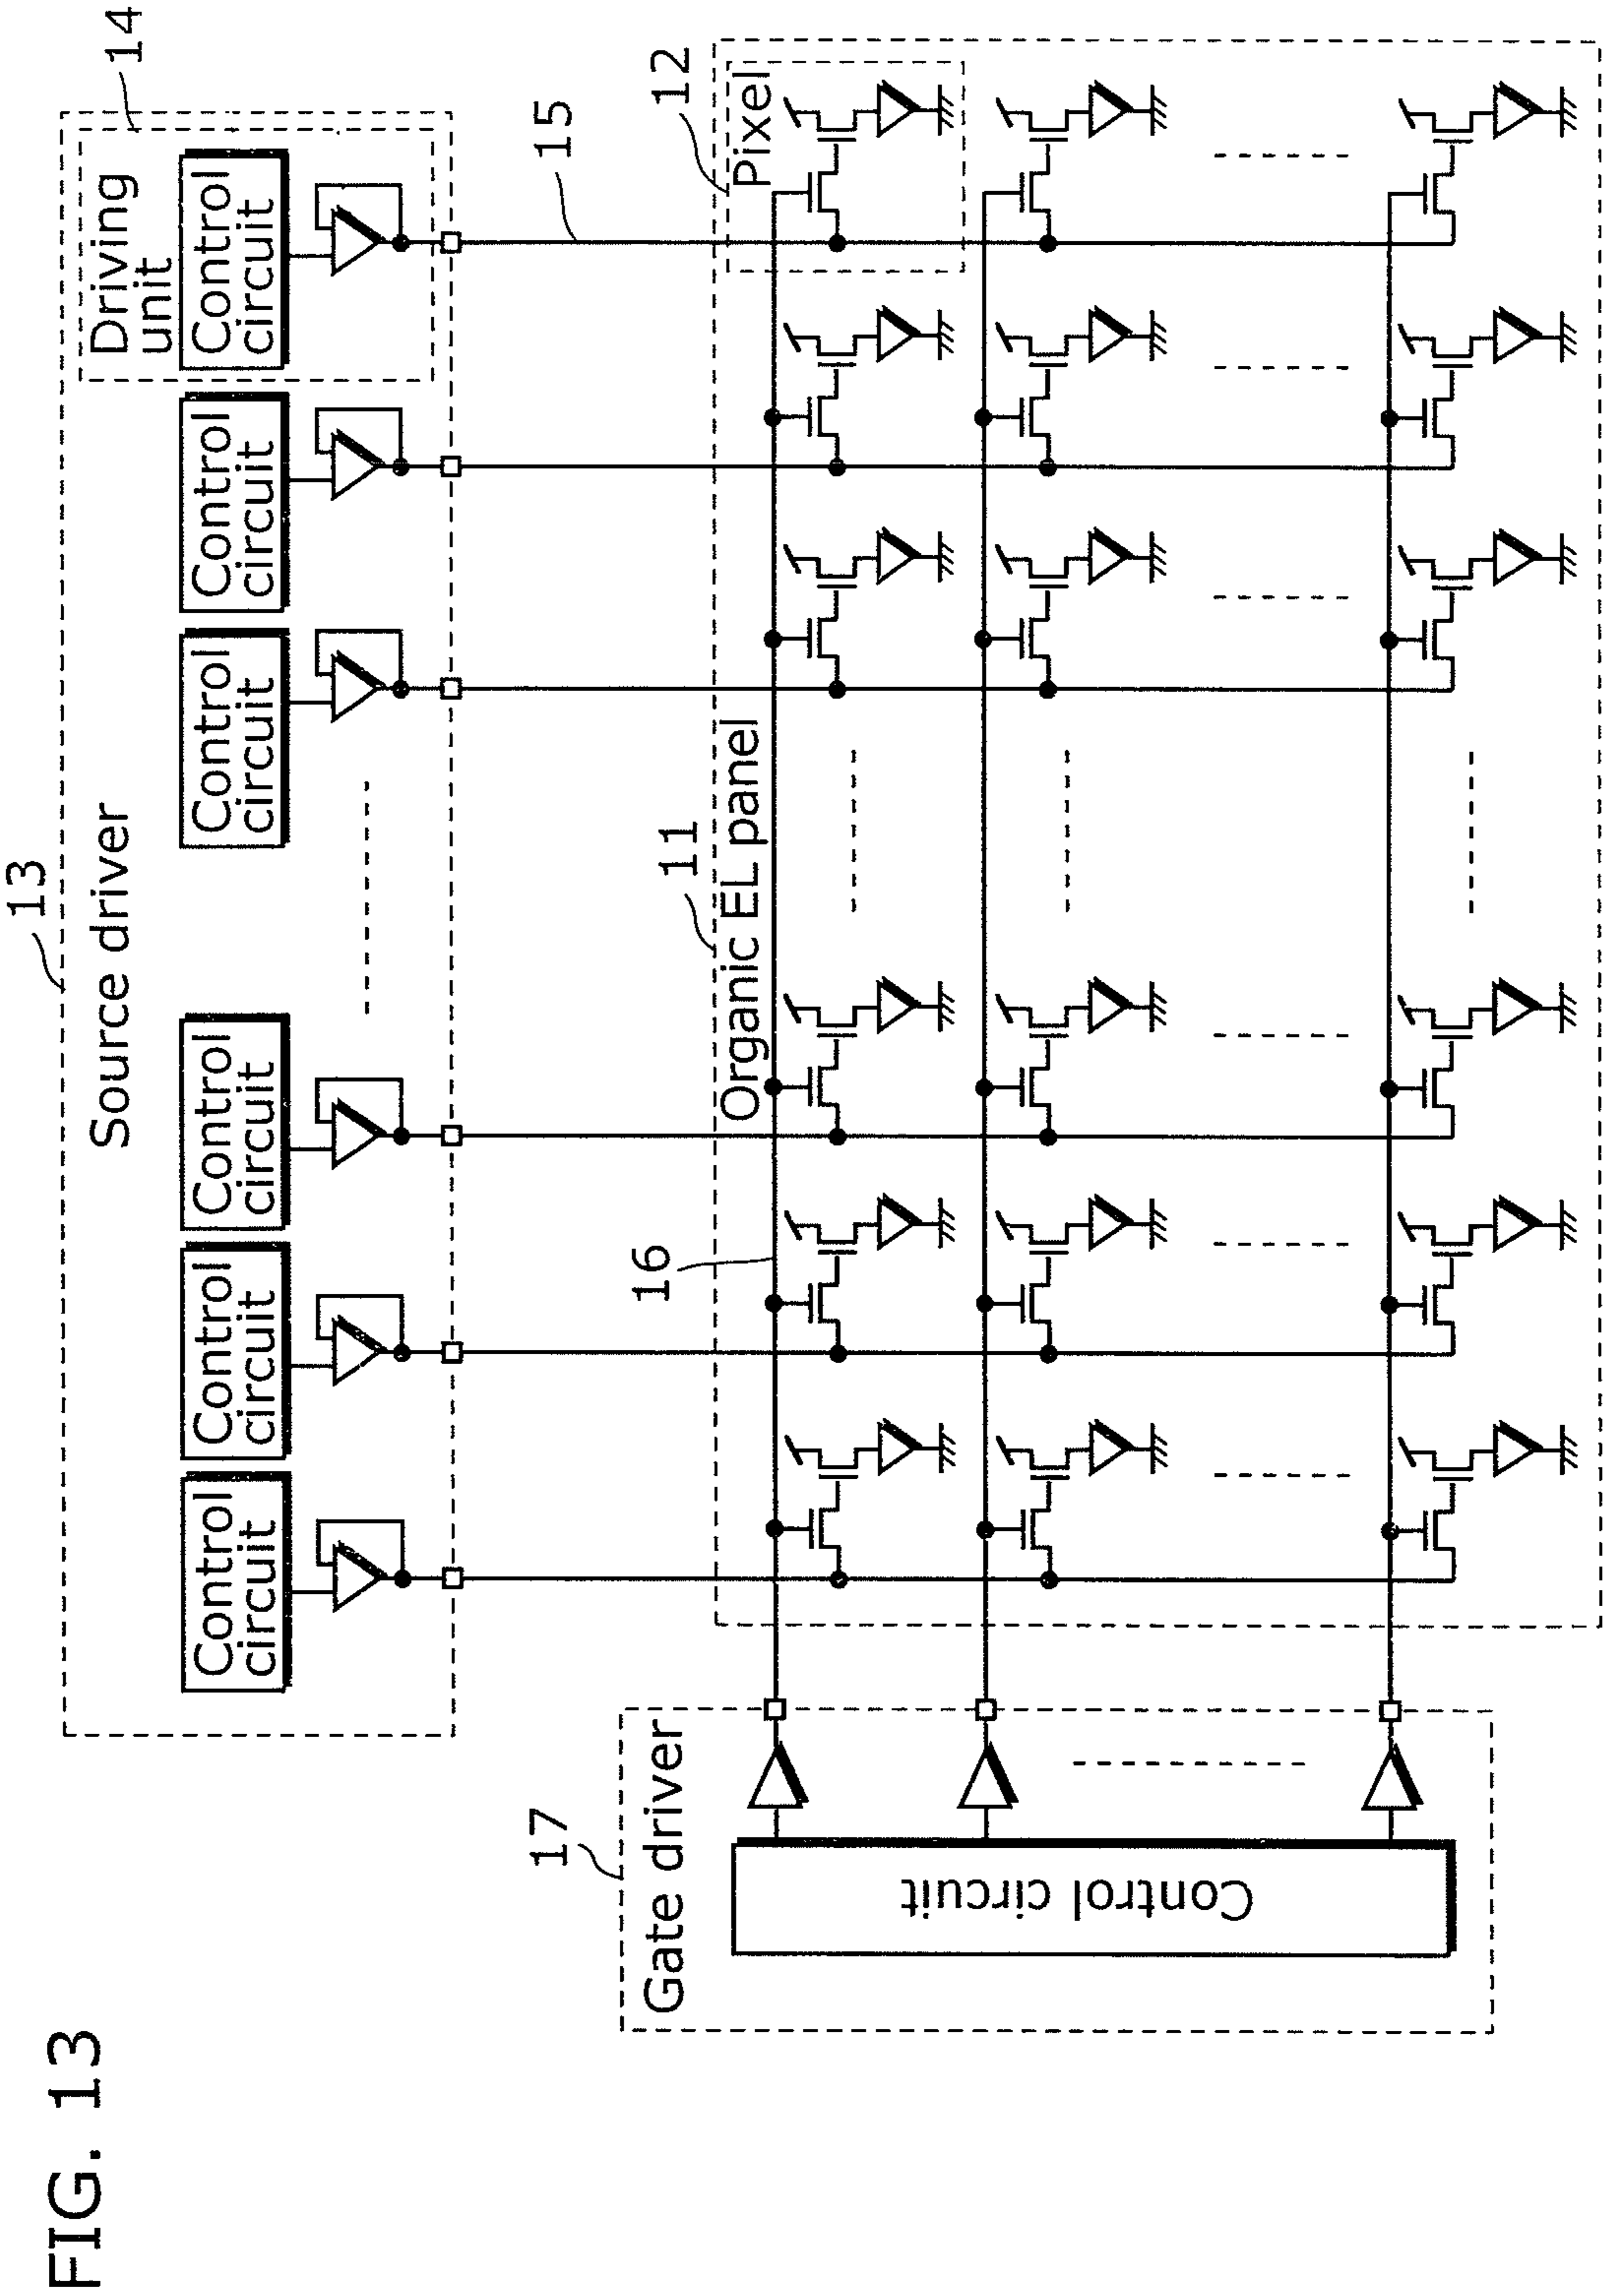 FIG. 13
13
Source driver
14
Driving
unit
Control
circuit
Control
circuit
Control
circuit
Control
circuit
Control
circuit
Control
circuit
15
12
Pixel
11
Organic EL panel
16
17
Gate driver
Control circuit